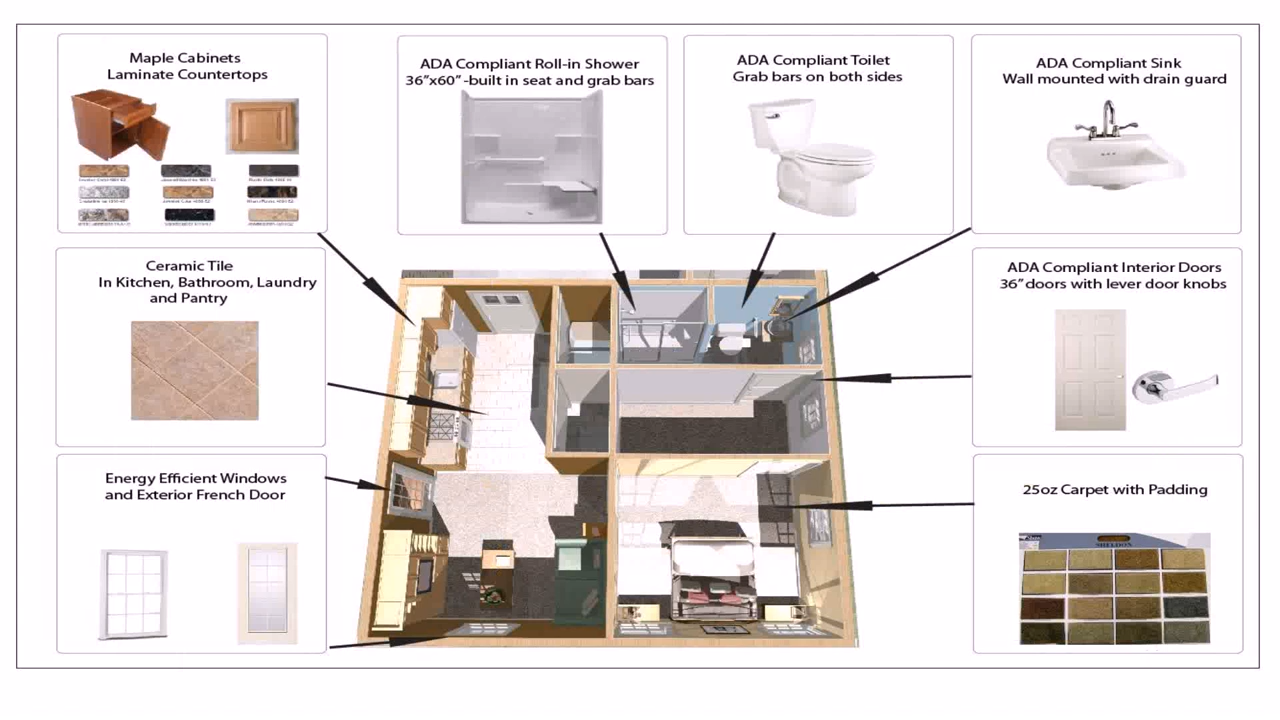 Maple Cabinets
Laminate Countertops
ADA Compliant Roll-in Shower
36"x60" -built in seat and grab bars
ADA Compliant Toilet
Grab bars on both sides
ADA Compliant Sink
Wall mounted with drain guard
Ceramic Tile
In Kitchen, Bathroom, Laundry
and Pantry
ADA Compliant Interior Doors
36" doors with lever door knobs
Energy Efficient Windows
and Exterior French Door
25oz Carpet with Padding
SHELDON